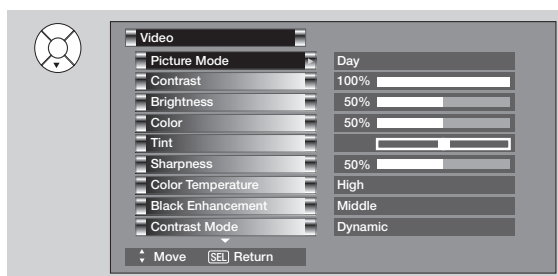 Video
Picture Mode Day
Contrast 100%
Brightness 50%
Color 50%
Tint
Sharpness 50%
Color Temperature High
Black Enhancement Middle
Contrast Mode Dynamic
Move SEL Return